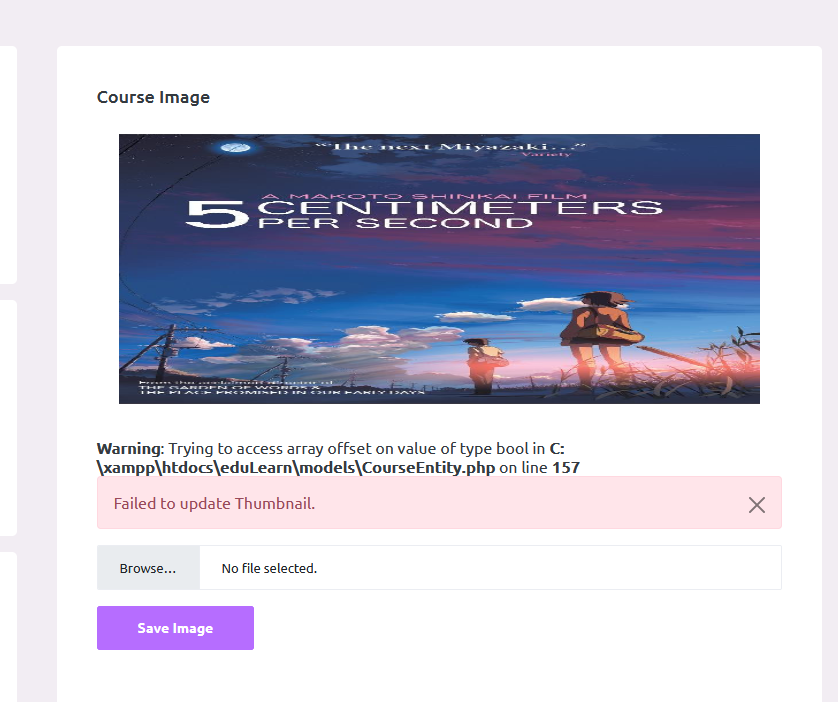 Course Image
“The next Miyazaki...”
Variety
A MAKOTO SHINKAI FILM
5 CENTIMETERS
PER SECOND
From the acclaimed director of
THE GARDEN OF WORDS &
THE PLACE PROMISED IN OUR EARLY DAYS
Warning: Trying to access array offset on value of type bool in C:
\xampp\htdocs\eduLearn\models\CourseEntity.php on line 157
Failed to update Thumbnail.
Browse... No file selected.
Save Image